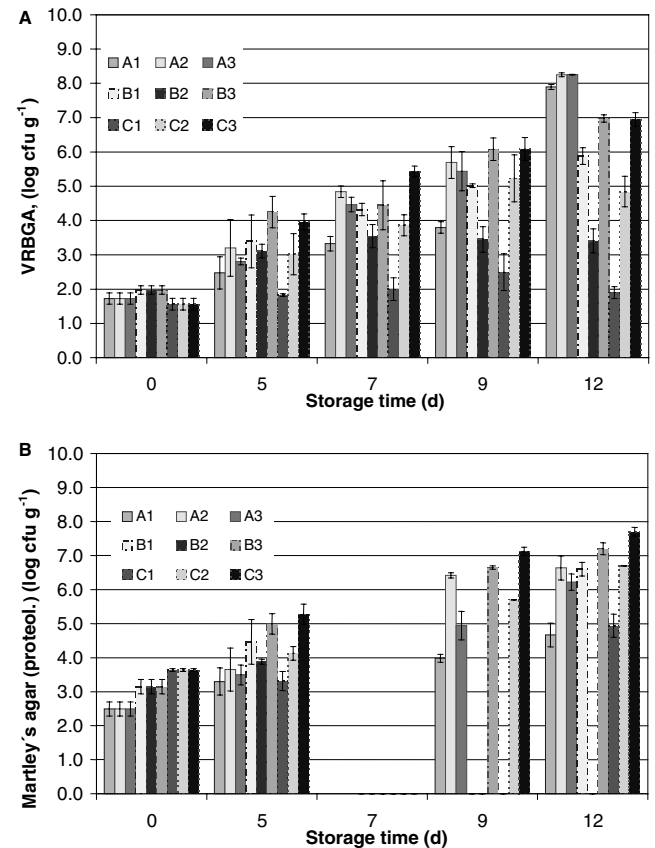 A
VRBGA, (log cfu g-1)
10.0
9.0
8.0
7.0
6.0
5.0
4.0
3.0
2.0
1.0
0.0
A1 A2 A3
B1 B2 B3
C1 C2 C3
0 5 7 9 12
Storage time (d)
B
Martley´s agar (proteol.) (log cfu g-1)
10.0
9.0
8.0
7.0
6.0
5.0
4.0
3.0
2.0
1.0
0.0
A1 A2 A3
B1 B2 B3
C1 C2 C3
0 5 7 9 12
Storage time (d)